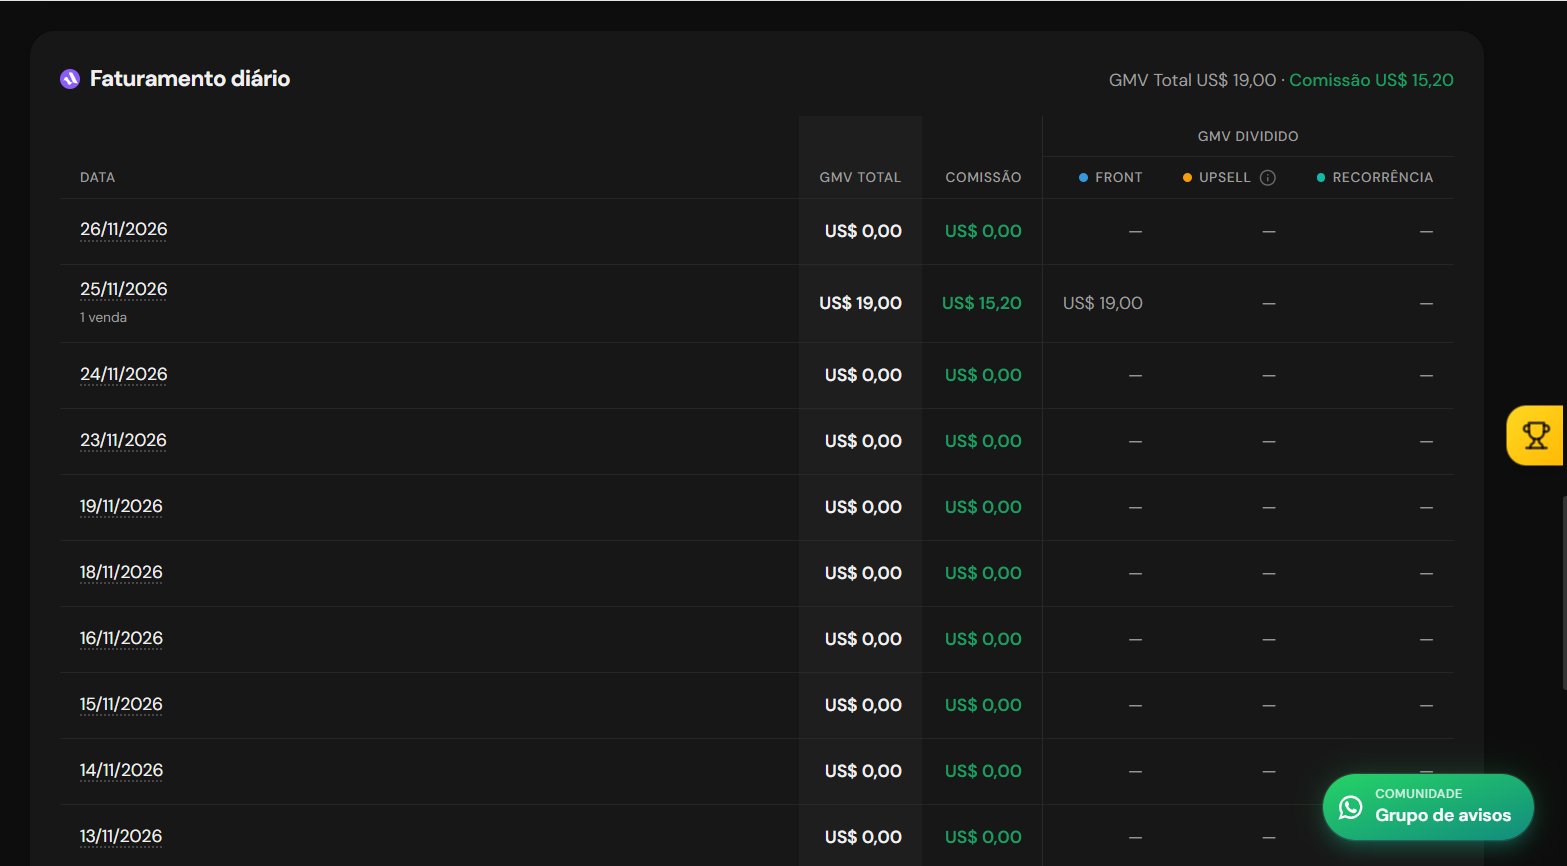 Faturamento diário
GMV Total US$ 19,00 · Comissão US$ 15,20
GMV DIVIDIDO
DATA GMV TOTAL COMISSÃO FRONT UPSELL RECORRÊNCIA
26/11/2026 US$ 0,00 US$ 0,00 — — —
25/11/2026 US$ 19,00 US$ 15,20 US$ 19,00 — —
1 venda
24/11/2026 US$ 0,00 US$ 0,00 — — —
23/11/2026 US$ 0,00 US$ 0,00 — — —
19/11/2026 US$ 0,00 US$ 0,00 — — —
18/11/2026 US$ 0,00 US$ 0,00 — — —
16/11/2026 US$ 0,00 US$ 0,00 — — —
15/11/2026 US$ 0,00 US$ 0,00 — — —
14/11/2026 US$ 0,00 US$ 0,00 — — —
13/11/2026 US$ 0,00 US$ 0,00 — —
COMUNIDADE
Grupo de avisos